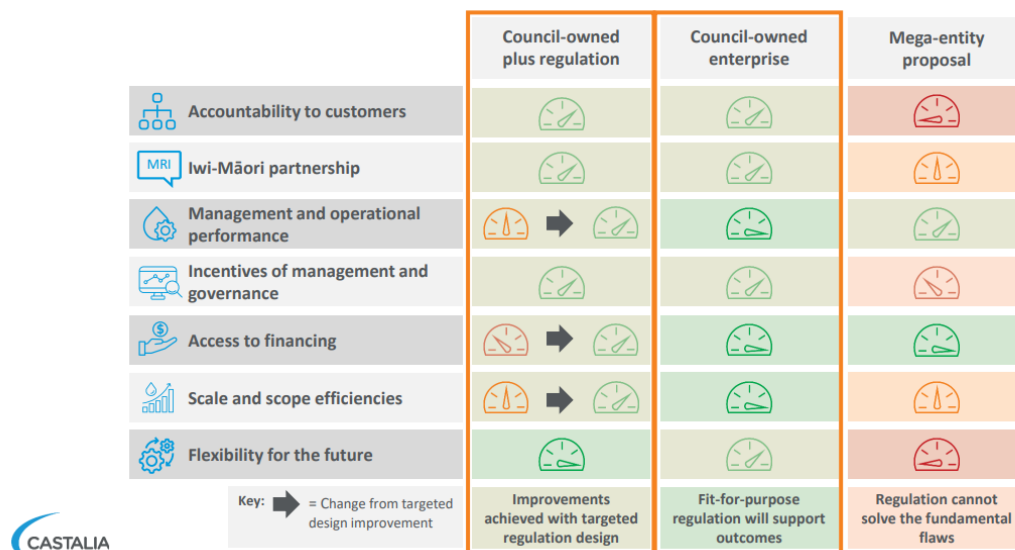 Council-owned
plus regulation
Council-owned
enterprise
Mega-entity
proposal
Accountability to customers
MRI
Iwi-Māori partnership
Management and operational
performance
Incentives of management and
governance
$
Access to financing
Scale and scope efficiencies
Flexibility for the future
Key:
= Change from targeted
design improvement
Improvements
achieved with targeted
regulation design
Fit-for-purpose
regulation will support
outcomes
Regulation cannot
solve the fundamental
flaws
CASTALIA